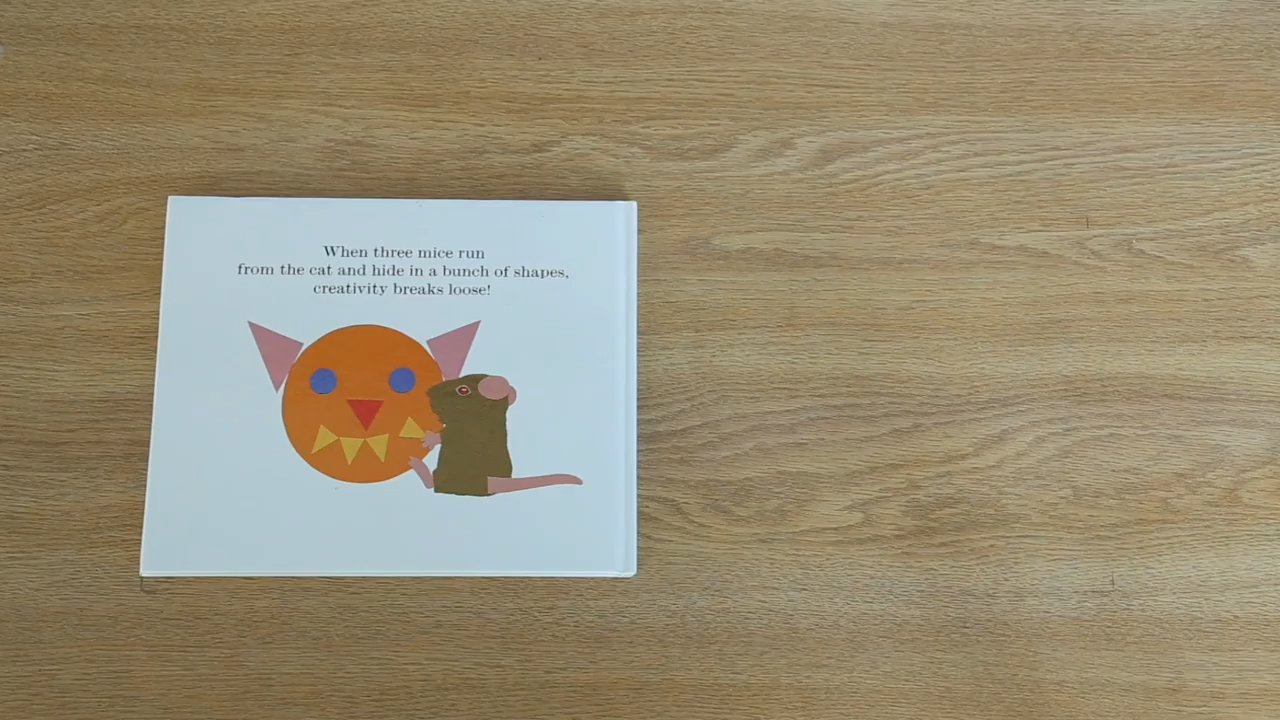 When three mice run
from the cat and hide in a bunch of shapes,
creativity breaks loose!